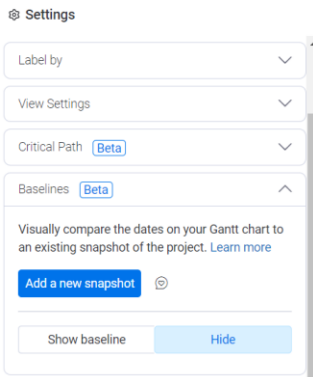 Settings
Label by
View Settings
Critical Path Beta
Baselines Beta
Visually compare the dates on your Gantt chart to
an existing snapshot of the project. Learn more
Add a new snapshot
Show baseline Hide